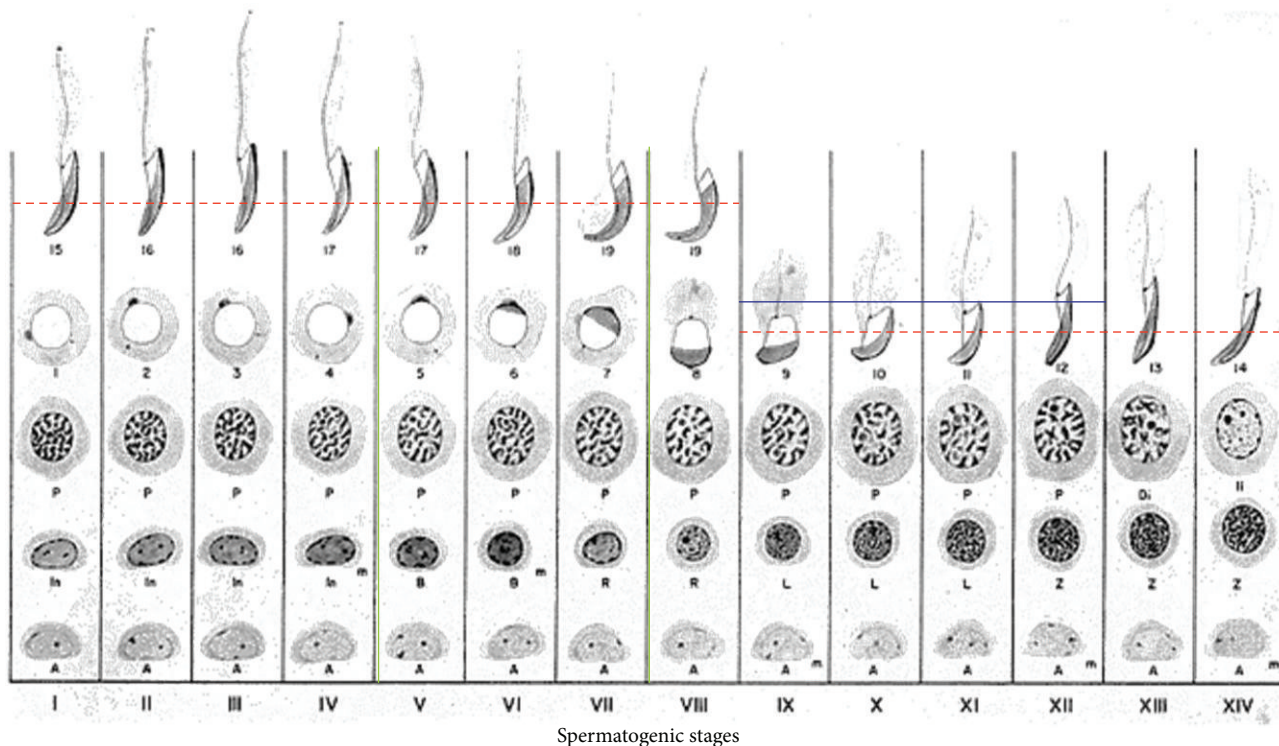 15 16 16 17 17 18 19 19
1 2 3 4 5 6 7 8 9 10 11 12 13 14
P P P P P P P P P P P P Di II
In In In In m B B m R R L L L Z Z Z
A A A A A A A A A m A A A m A A m
I II III IV V VI VII VIII IX X XI XII XIII XIV
Spermatogenic stages